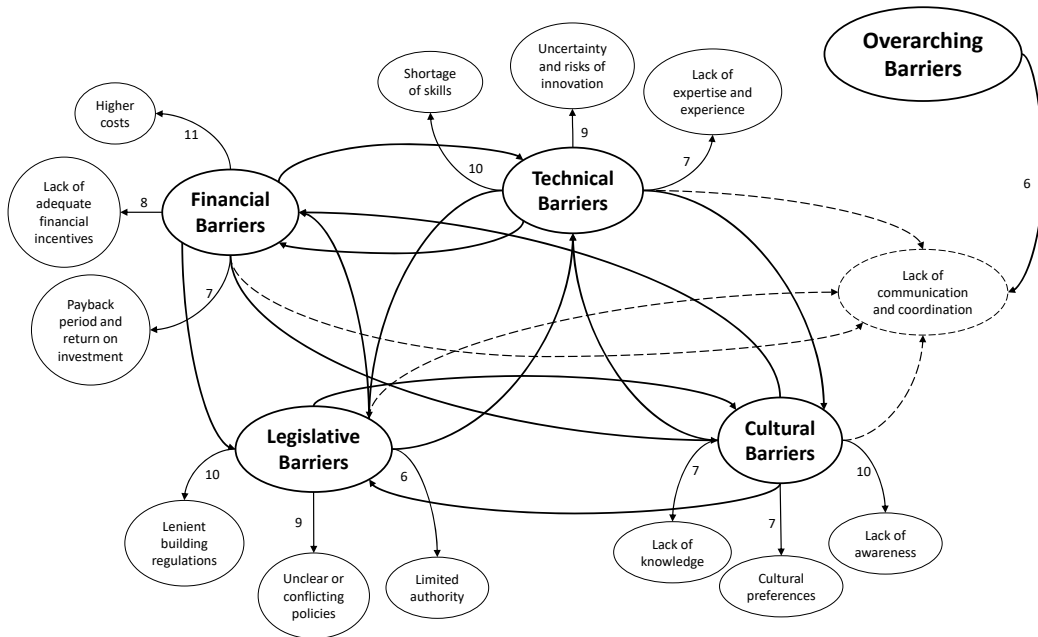 Overarching
Barriers
Uncertainty
and risks of
innovation
Shortage
of skills
Lack of
expertise and
experience
Higher
costs
11
9
10
7
Technical
Barriers
Lack of
adequate
financial
incentives
8
Financial
Barriers
6
Payback
period and
return on
investment
7
Lack of
communication
and coordination
Legislative
Barriers
Cultural
Barriers
10
9
6
7
7
10
Lenient
building
regulations
Unclear or
conflicting
policies
Limited
authority
Lack of
knowledge
Cultural
preferences
Lack of
awareness